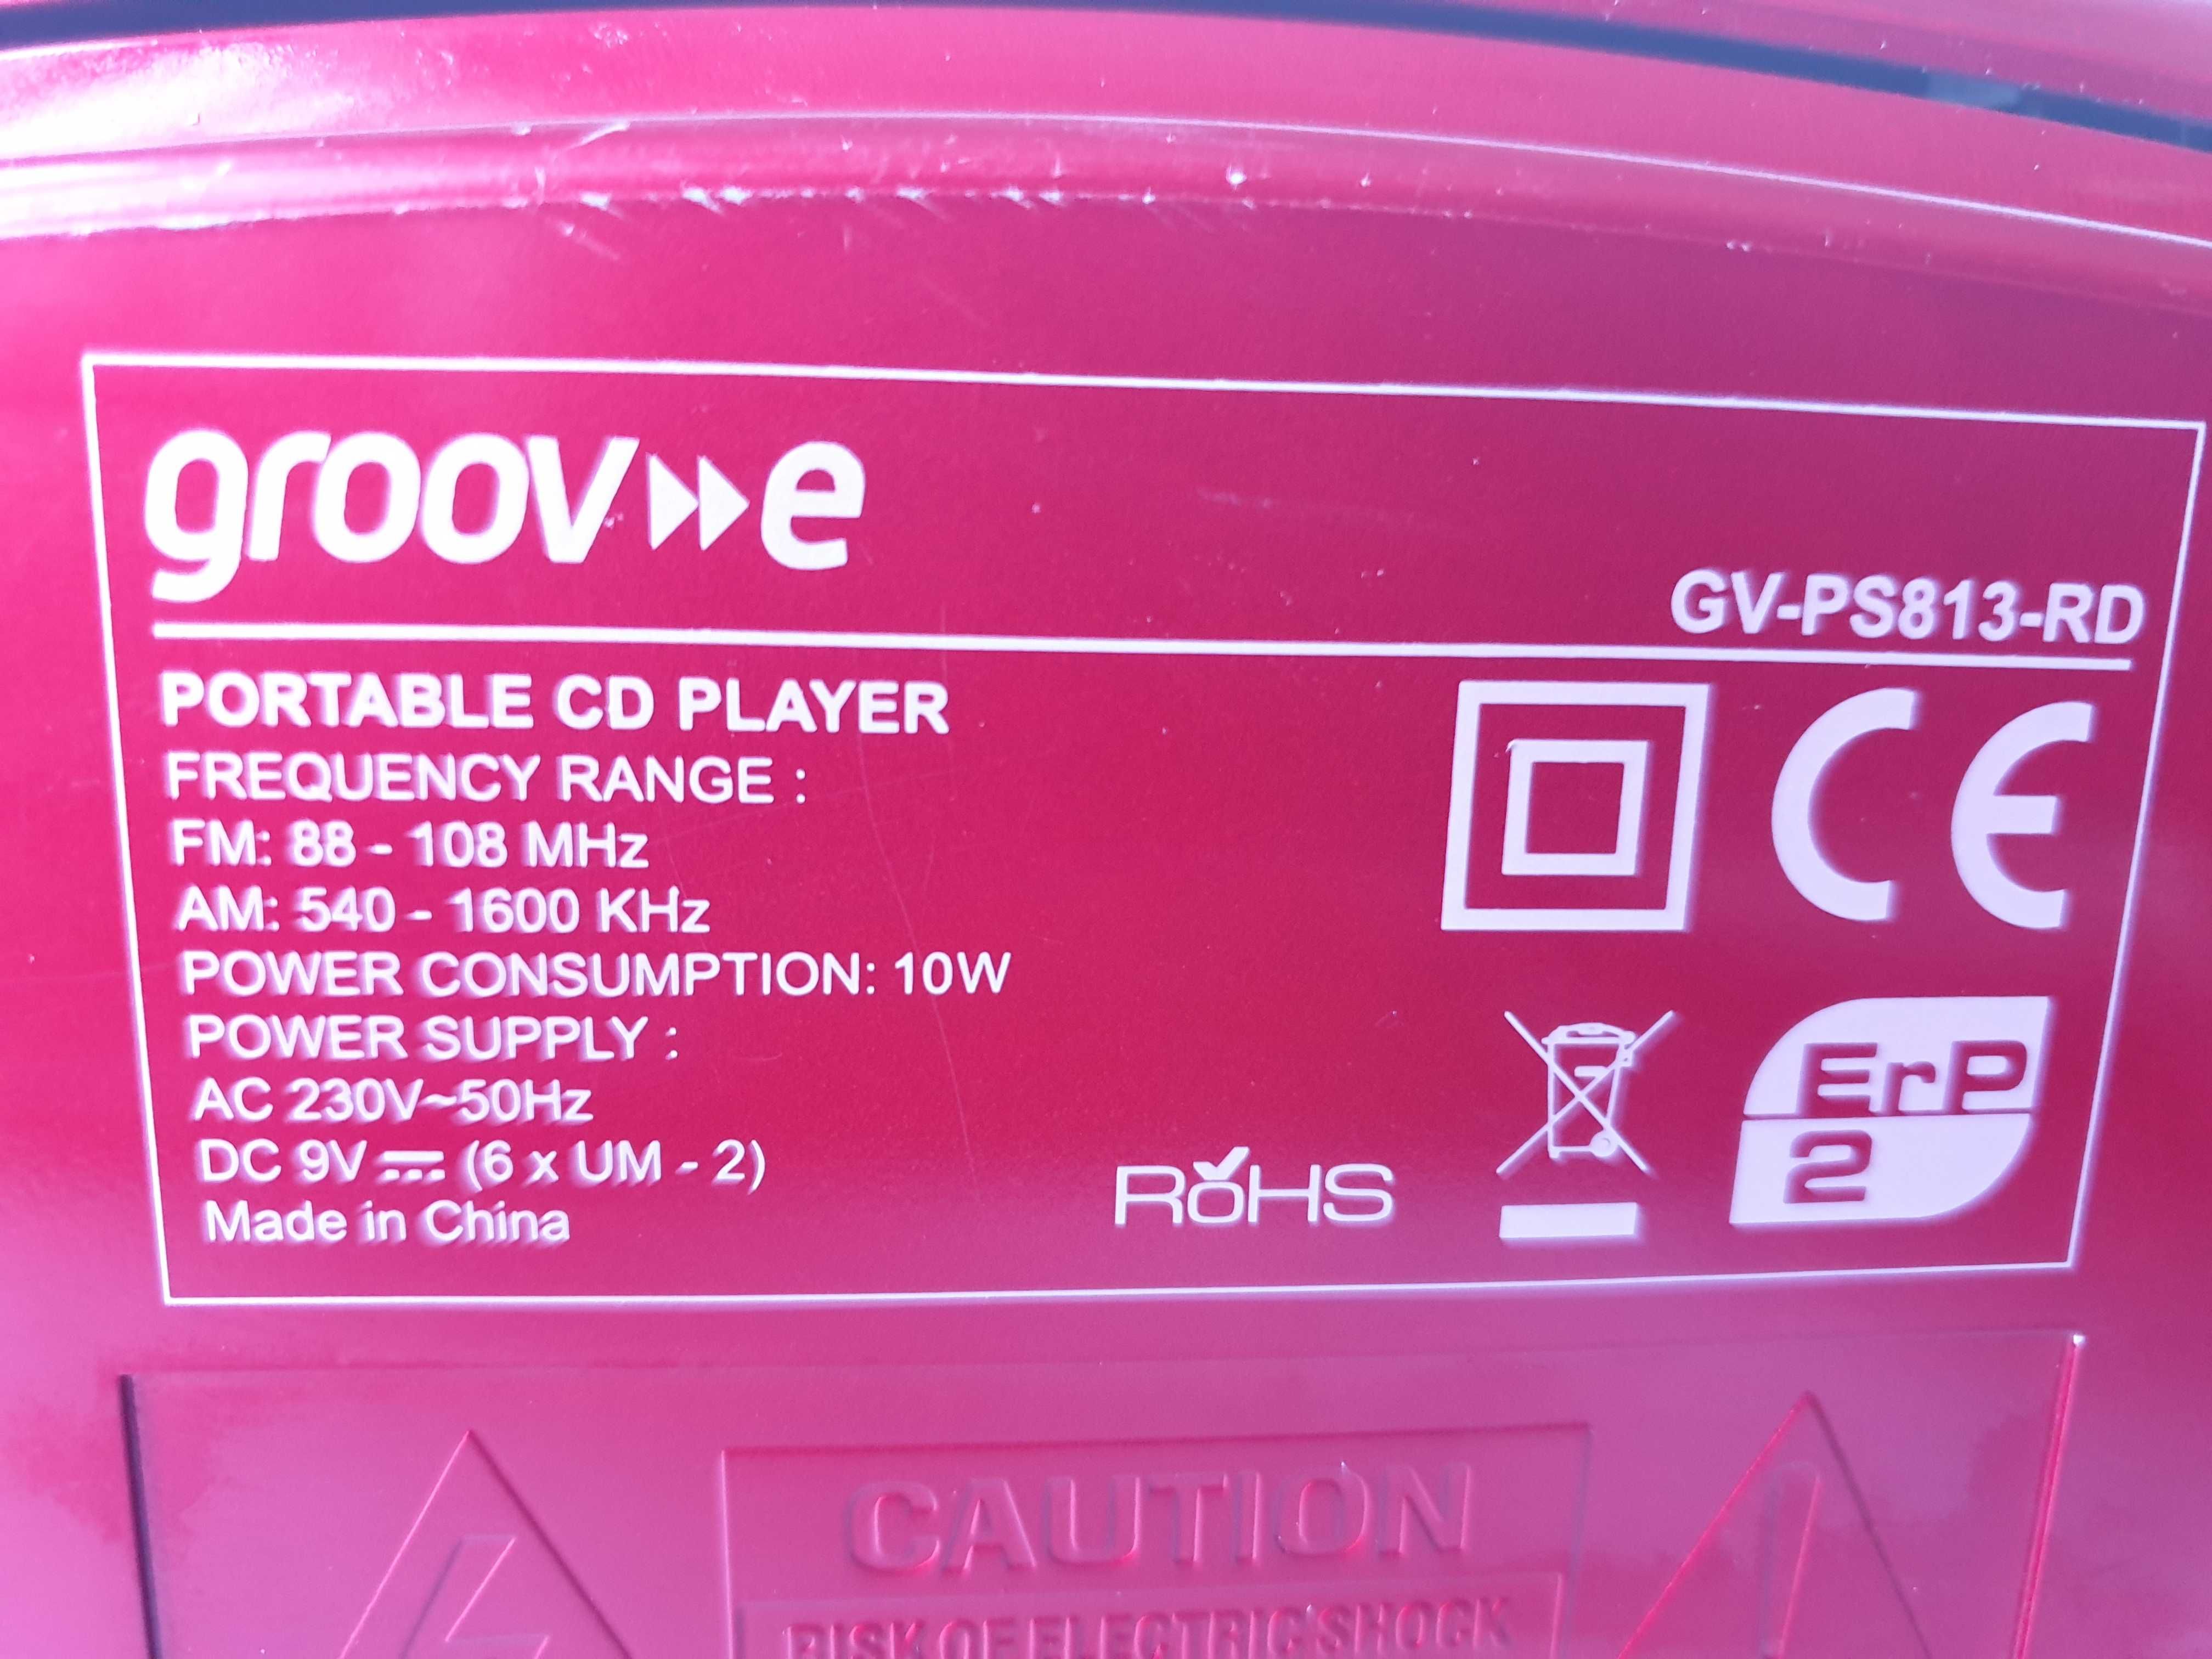 groove
GV-PS813-RD
PORTABLE CD PLAYER
FREQUENCY RANGE :
FM: 88 - 108 MHz
AM: 540 - 1600 KHz
POWER CONSUMPTION: 10W
POWER SUPPLY :
AC 230V~50Hz
DC 9V ⎓ (6 x UM - 2)
Made in China
RoHS
CE
ErP
2
CAUTION
RISK OF ELECTRIC SHOCK